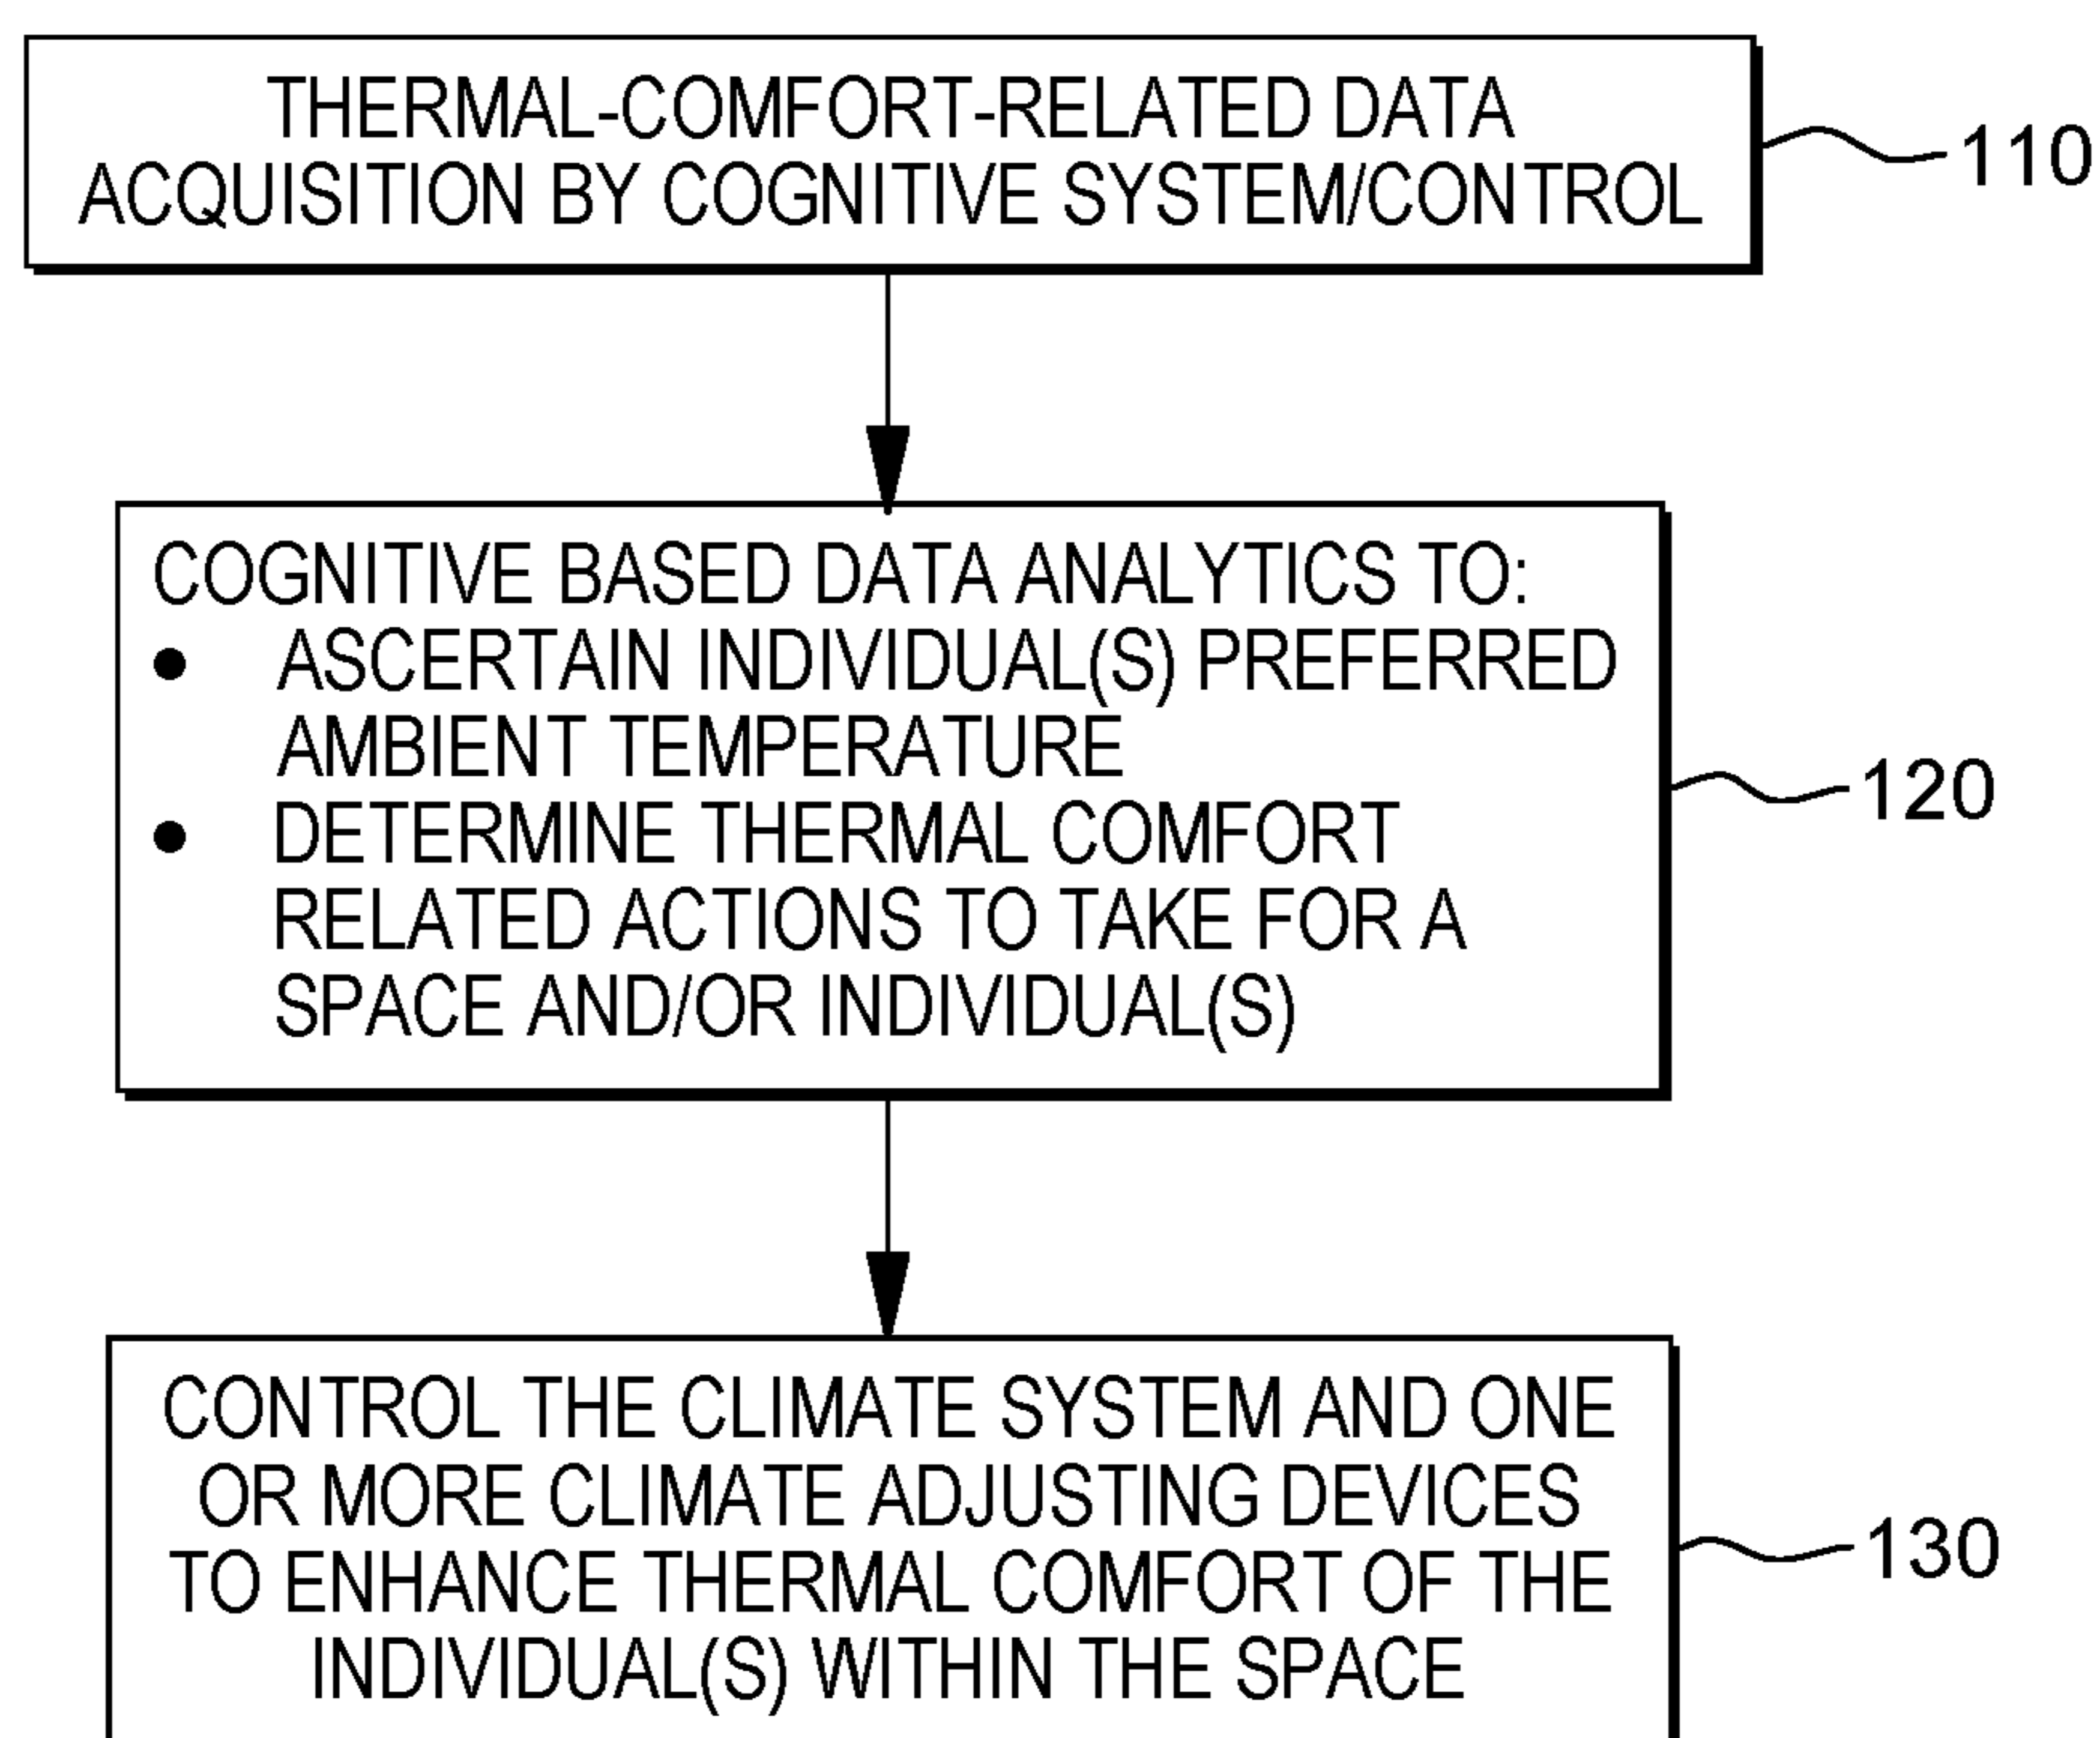 THERMAL-COMFORT-RELATED DATA
ACQUISITION BY COGNITIVE SYSTEM/CONTROL
110
COGNITIVE BASED DATA ANALYTICS TO:
● ASCERTAIN INDIVIDUAL(S) PREFERRED
AMBIENT TEMPERATURE
● DETERMINE THERMAL COMFORT
RELATED ACTIONS TO TAKE FOR A
SPACE AND/OR INDIVIDUAL(S)
120
CONTROL THE CLIMATE SYSTEM AND ONE
OR MORE CLIMATE ADJUSTING DEVICES
TO ENHANCE THERMAL COMFORT OF THE
INDIVIDUAL(S) WITHIN THE SPACE
130